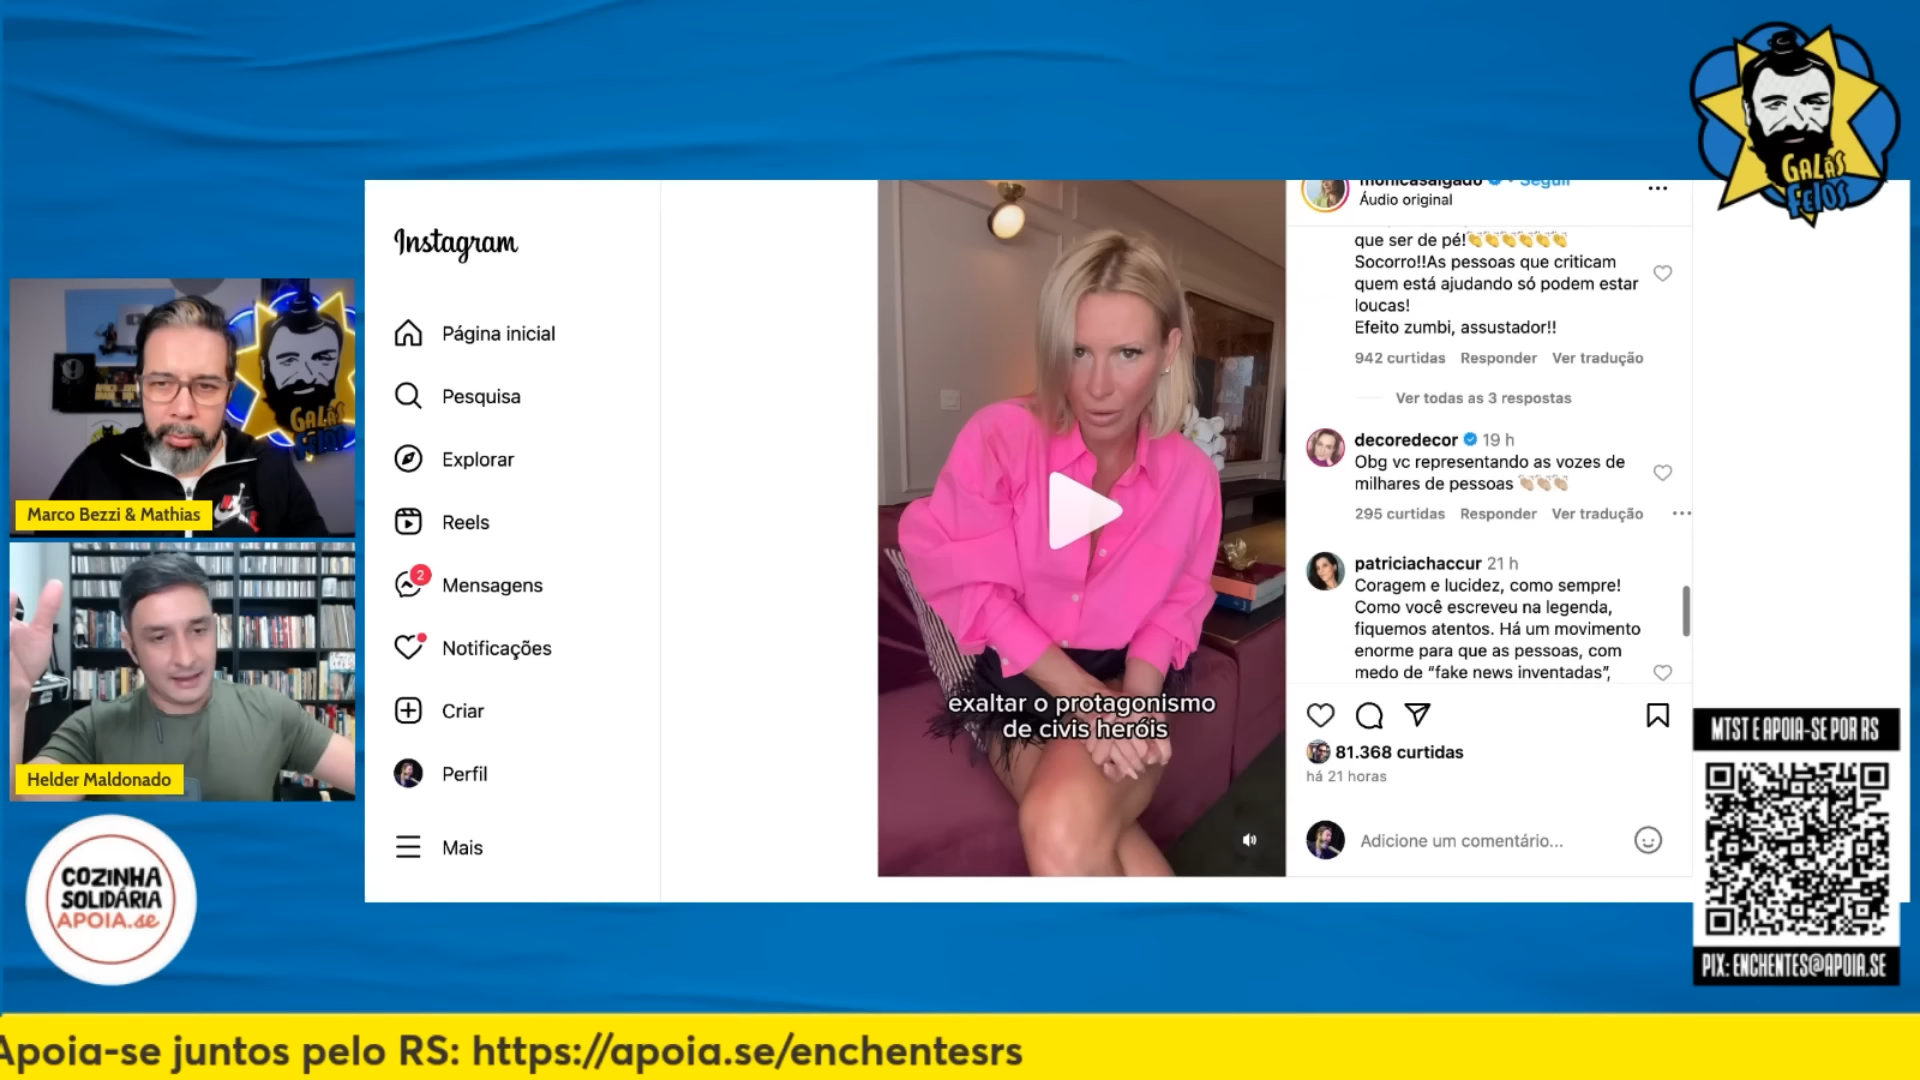 GALÃS
FEIOS
Instagram
Página inicial
Pesquisa
Explorar
Reels
2
Mensagens
Notificações
Criar
Perfil
Mais
exaltar o protagonismo
de civis heróis
monicasalgado • Seguir
Áudio original
que ser de pé!👏👏👏👏👏👏
Socorro!!As pessoas que criticam
quem está ajudando só podem estar
loucas!
Efeito zumbi, assustador!!
942 curtidas Responder Ver tradução
Ver todas as 3 respostas
decoredecor 19 h
Obg vc representando as vozes de
milhares de pessoas 👏🏼👏🏼👏🏼
295 curtidas Responder Ver tradução
patriciachaccur 21 h
Coragem e lucidez, como sempre!
Como você escreveu na legenda,
fiquemos atentos. Há um movimento
enorme para que as pessoas, com
medo de “fake news inventadas”,
81.368 curtidas
há 21 horas
Adicione um comentário...
GALÃS
FEIOS
Marco Bezzi & Mathias
Helder Maldonado
COZINHA
SOLIDÁRIA
APOIA.se
MTST E APOIA-SE POR RS
PIX: ENCHENTES@APOIA.SE
Apoia-se juntos pelo RS: https://apoia.se/enchentesrs